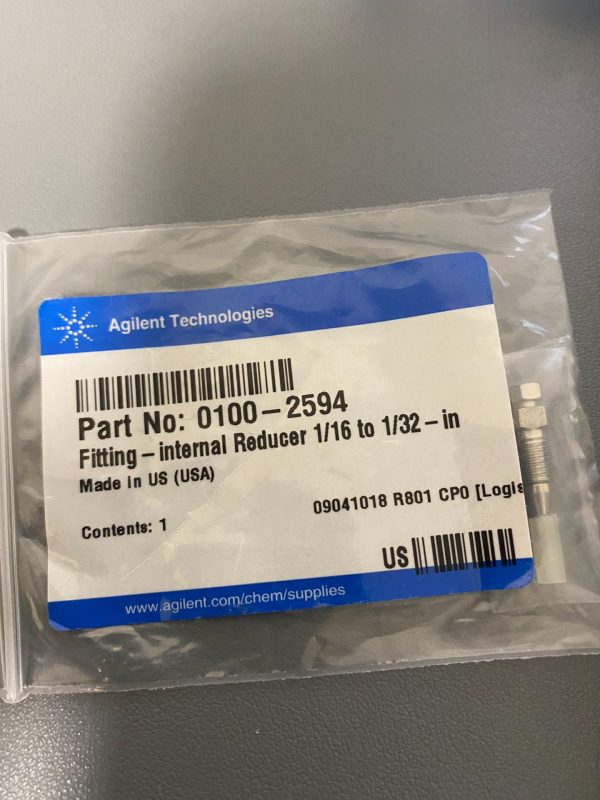 Agilent Technologies
Part No: 0100-2594
Fitting - internal Reducer 1/16 to 1/32 - in
Made in US (USA)
09041018 R801 CP0 [Logis
Contents: 1
US
www.agilent.com/chem/supplies